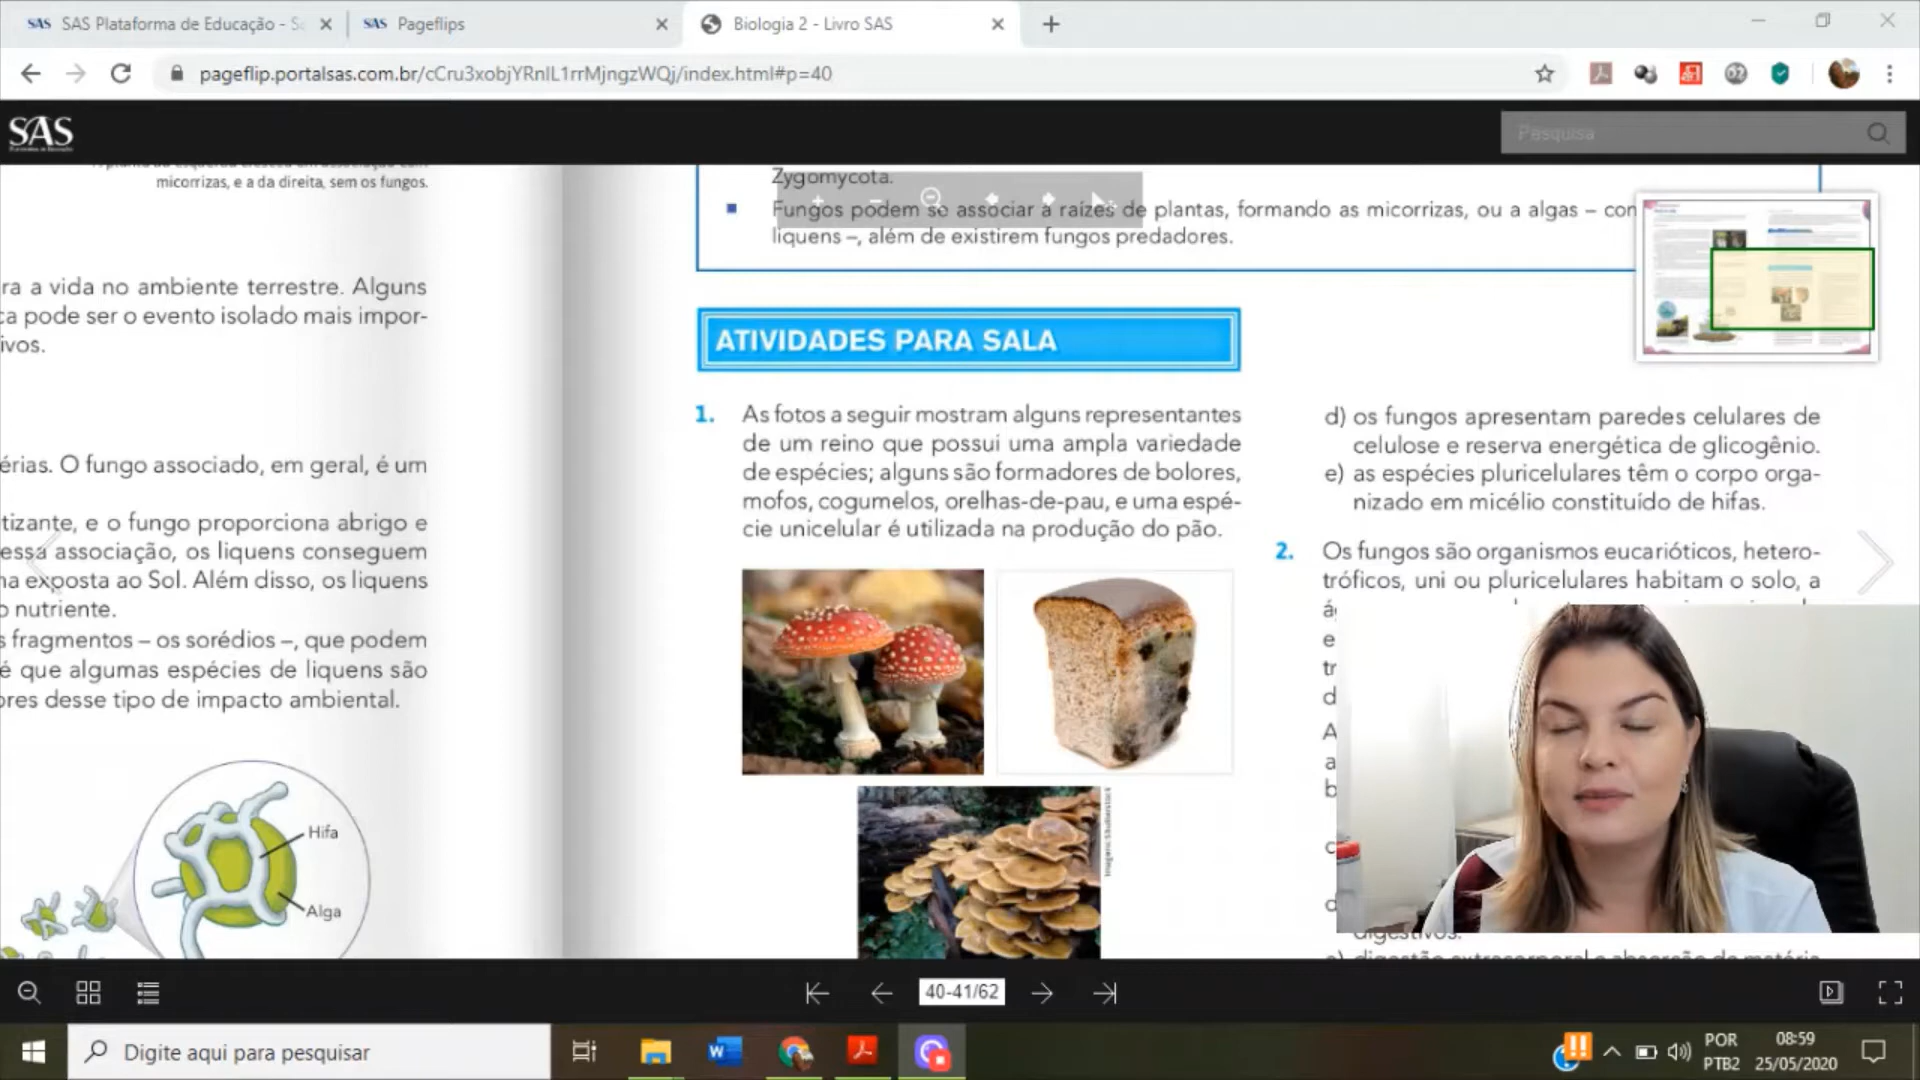 SAS Plataforma de Educação - Sa
Pageflips
Biologia 2 - Livro SAS
pageflip.portalsas.com.br/cCru3xobjYRnlL1rrMjngzWQj/index.html#p=40
SAS
Pesquisa
micorrizas, e a da direita, sem os fungos.
ra a vida no ambiente terrestre. Alguns
ca pode ser o evento isolado mais impor-
ivos.
érias. O fungo associado, em geral, é um
tizante, e o fungo proporciona abrigo e
essa associação, os liquens conseguem
na exposta ao Sol. Além disso, os liquens
o nutriente.
s fragmentos – os sorédios –, que podem
é que algumas espécies de liquens são
ores desse tipo de impacto ambiental.
Hifa
Alga
Zygomycota.
Fungos podem se associar a raízes de plantas, formando as micorrizas, ou a algas – con
liquens –, além de existirem fungos predadores.
ATIVIDADES PARA SALA
1. As fotos a seguir mostram alguns representantes
de um reino que possui uma ampla variedade
de espécies; alguns são formadores de bolores,
mofos, cogumelos, orelhas-de-pau, e uma espé-
cie unicelular é utilizada na produção do pão.
Imagens: Shutterstock
d) os fungos apresentam paredes celulares de
celulose e reserva energética de glicogênio.
e) as espécies pluricelulares têm o corpo orga-
nizado em micélio constituído de hifas.
2. Os fungos são organismos eucarióticos, hetero-
tróficos, uni ou pluricelulares habitam o solo, a
e
tr
d
A
a
b
c
d
digestivos.
40-41/62
Digite aqui para pesquisar
POR
PTB2
08:59
25/05/2020